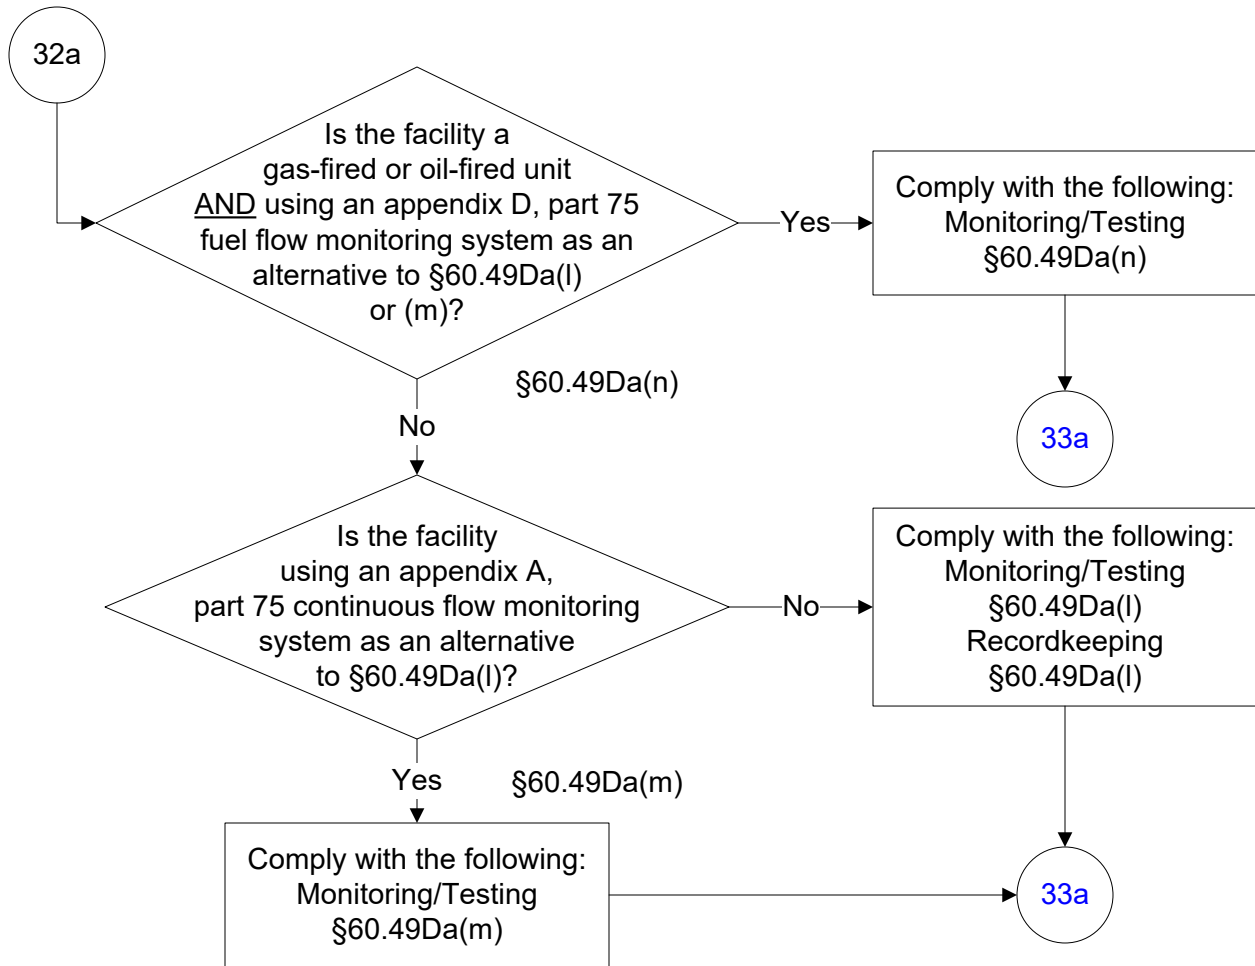 32a
Is the facility a
gas-fired or oil-fired unit
AND using an appendix D, part 75
fuel flow monitoring system as an
alternative to §60.49Da(l)
or (m)?
Yes
Comply with the following:
Monitoring/Testing
§60.49Da(n)
§60.49Da(n)
No
33a
Is the facility
using an appendix A,
part 75 continuous flow monitoring
system as an alternative
to §60.49Da(l)?
No
Comply with the following:
Monitoring/Testing
§60.49Da(l)
Recordkeeping
§60.49Da(l)
Yes
§60.49Da(m)
Comply with the following:
Monitoring/Testing
§60.49Da(m)
33a